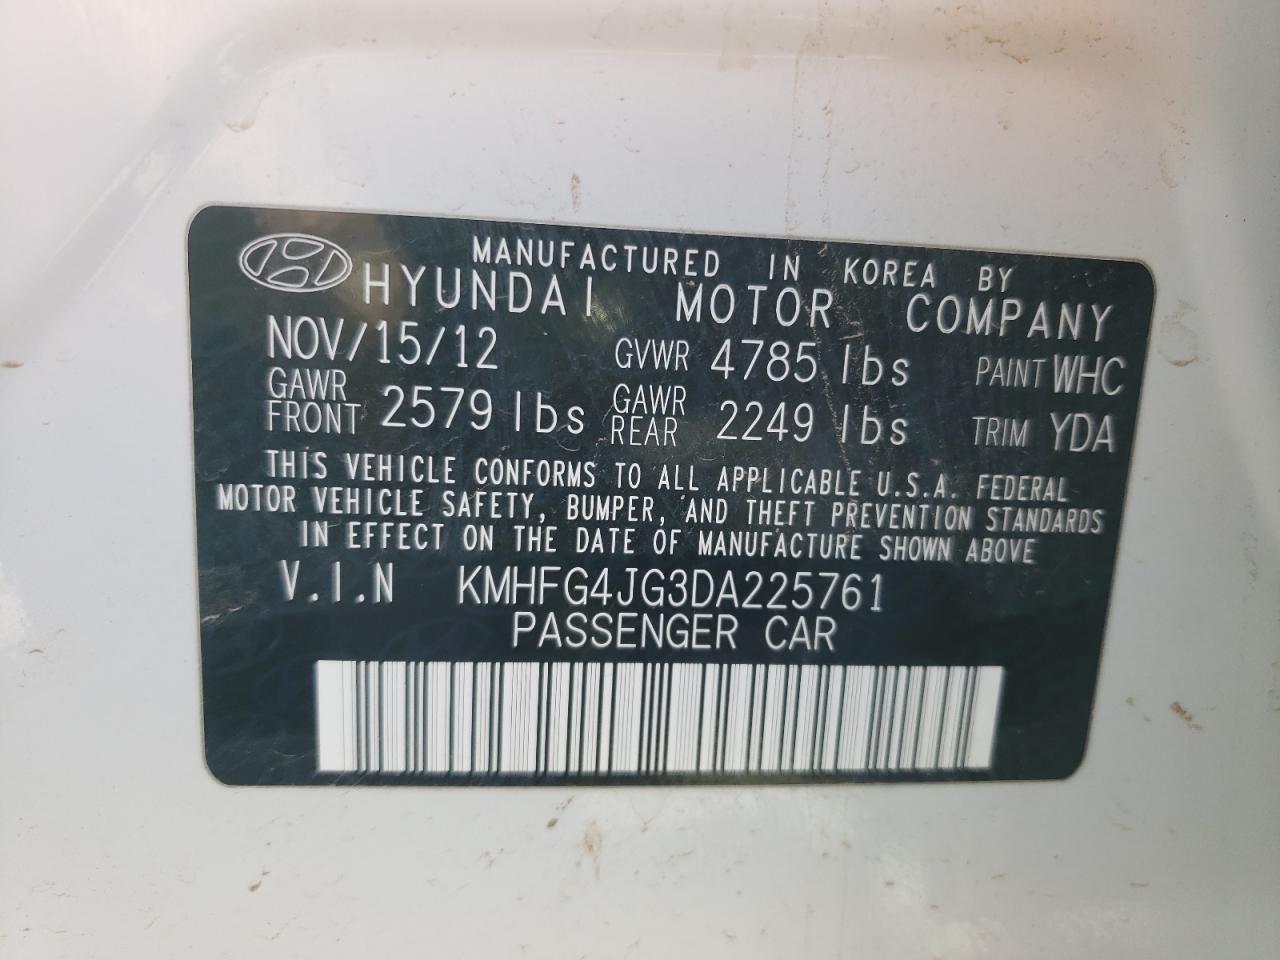 MANUFACTURED IN KOREA BY
HYUNDAI MOTOR COMPANY
NOV/15/12 GVWR 4785 lbs PAINT WHC
GAWR FRONT 2579 lbs GAWR REAR 2249 lbs TRIM YDA
THIS VEHICLE CONFORMS TO ALL APPLICABLE U.S.A. FEDERAL
MOTOR VEHICLE SAFETY, BUMPER, AND THEFT PREVENTION STANDARDS
IN EFFECT ON THE DATE OF MANUFACTURE SHOWN ABOVE
V.I.N KMHFG4JG3DA225761
PASSENGER CAR